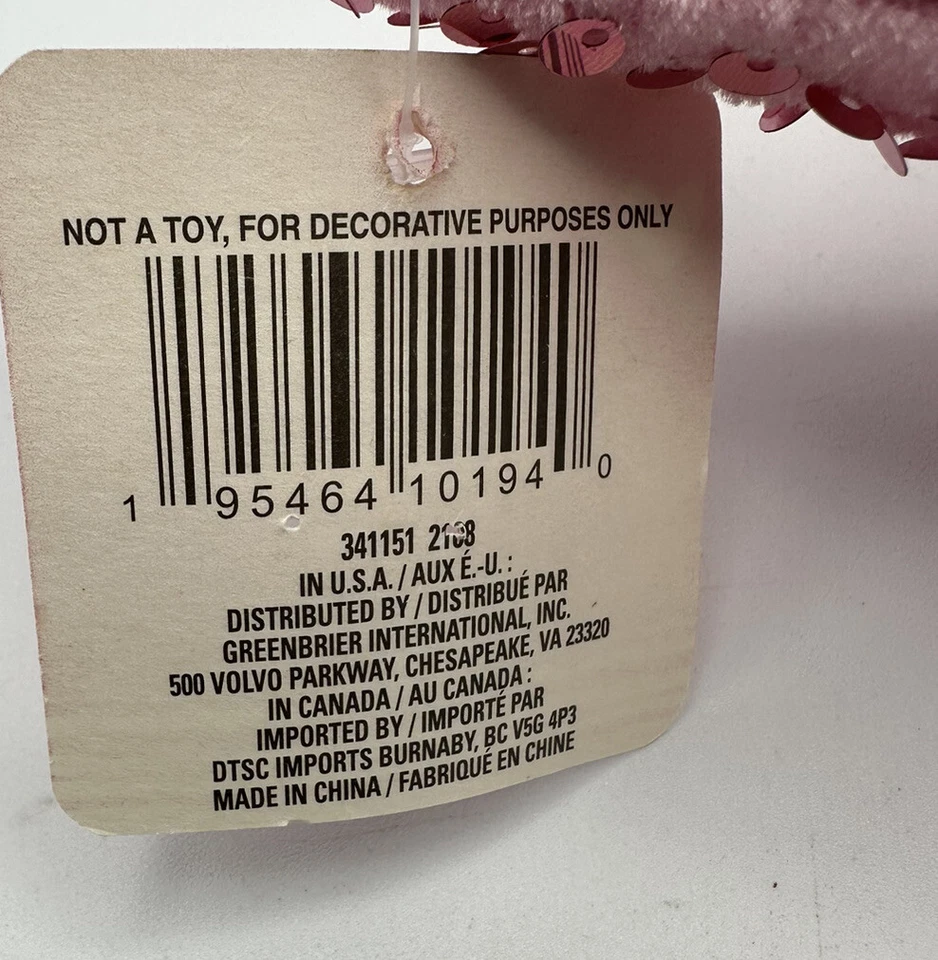 NOT A TOY, FOR DECORATIVE PURPOSES ONLY
1 95464 10194 0
341151 2108
IN U.S.A. / AUX É.-U. :
DISTRIBUTED BY / DISTRIBUÉ PAR
GREENBRIER INTERNATIONAL, INC.
500 VOLVO PARKWAY, CHESAPEAKE, VA 23320
IN CANADA / AU CANADA :
IMPORTED BY / IMPORTÉ PAR
DTSC IMPORTS BURNABY, BC V5G 4P3
MADE IN CHINA / FABRIQUÉ EN CHINE